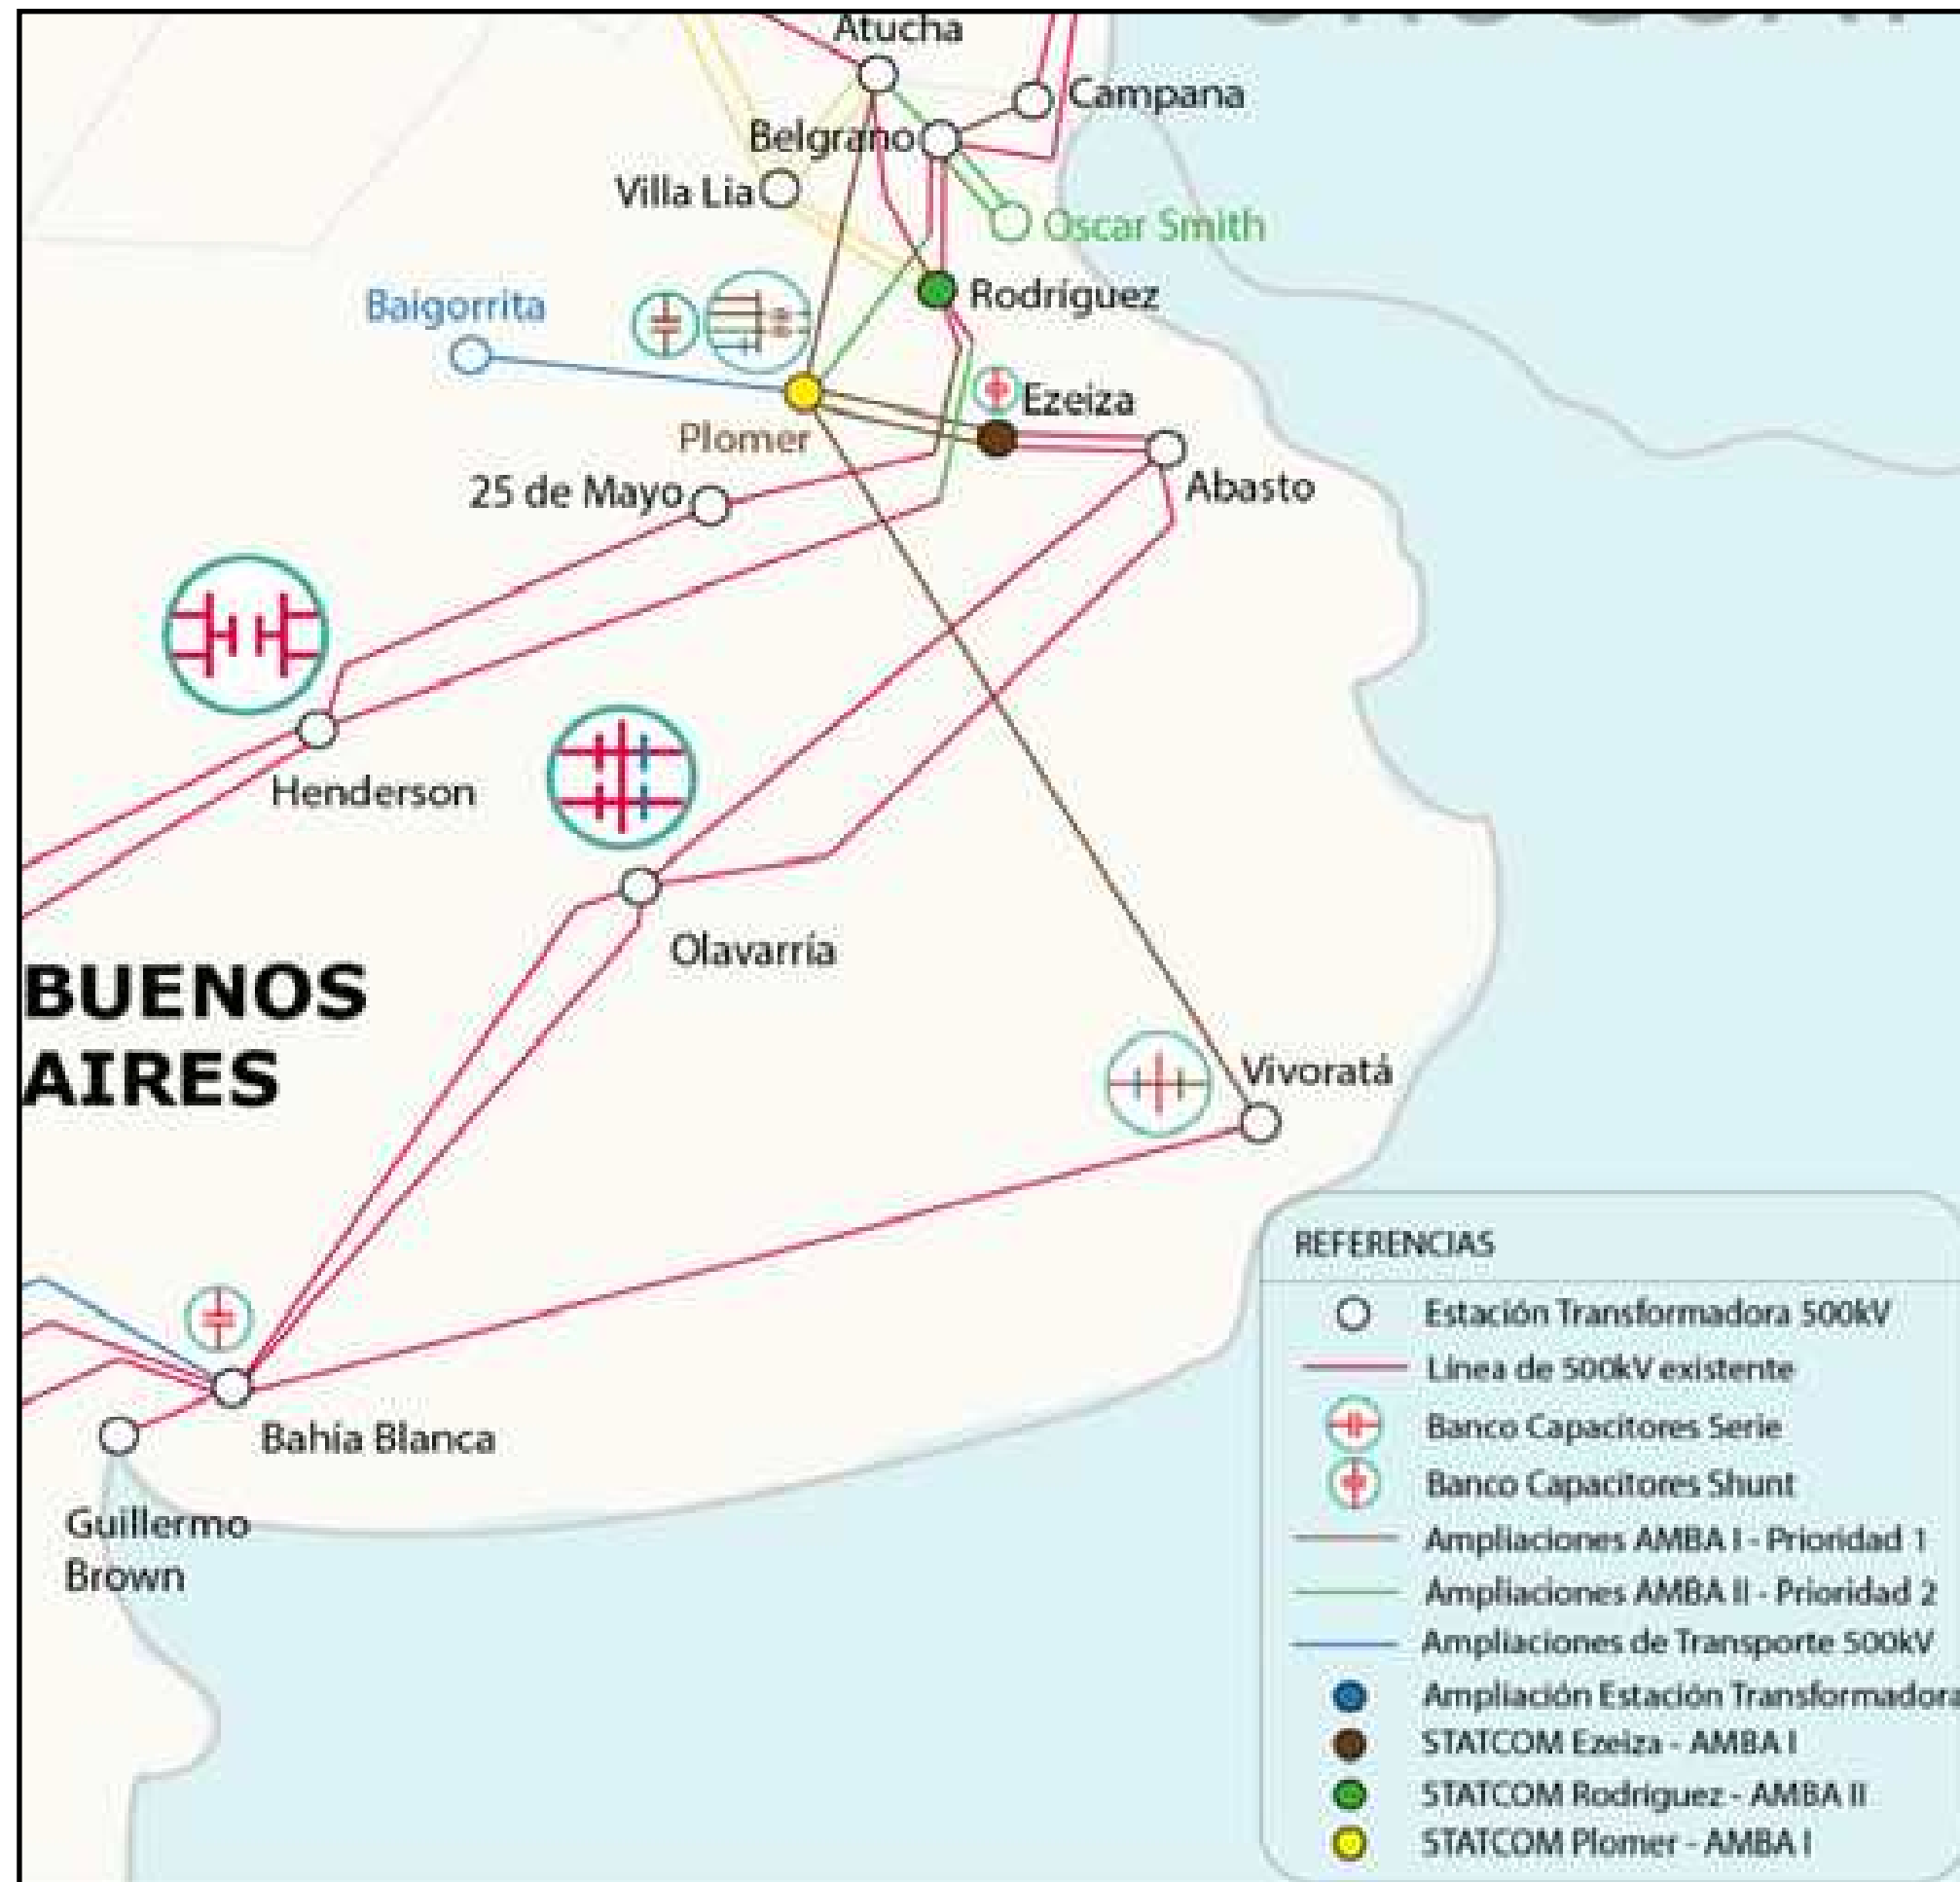 Atucha
Campana
Belgrano
Villa Lia
Oscar Smith
Baigorrita
Rodríguez
Ezeiza
Plomer
25 de Mayo
Abasto
Henderson
Olavarría
BUENOS
AIRES
Vivoratá
Bahía Blanca
Guillermo
Brown
REFERENCIAS
Estación Transformadora 500kV
Línea de 500kV existente
Banco Capacitores Serie
Banco Capacitores Shunt
Ampliaciones AMBA I - Prioridad 1
Ampliaciones AMBA II - Prioridad 2
Ampliaciones de Transporte 500kV
Ampliación Estación Transformadora
STATCOM Ezeiza - AMBA I
STATCOM Rodriguez - AMBA II
STATCOM Plomer - AMBA I